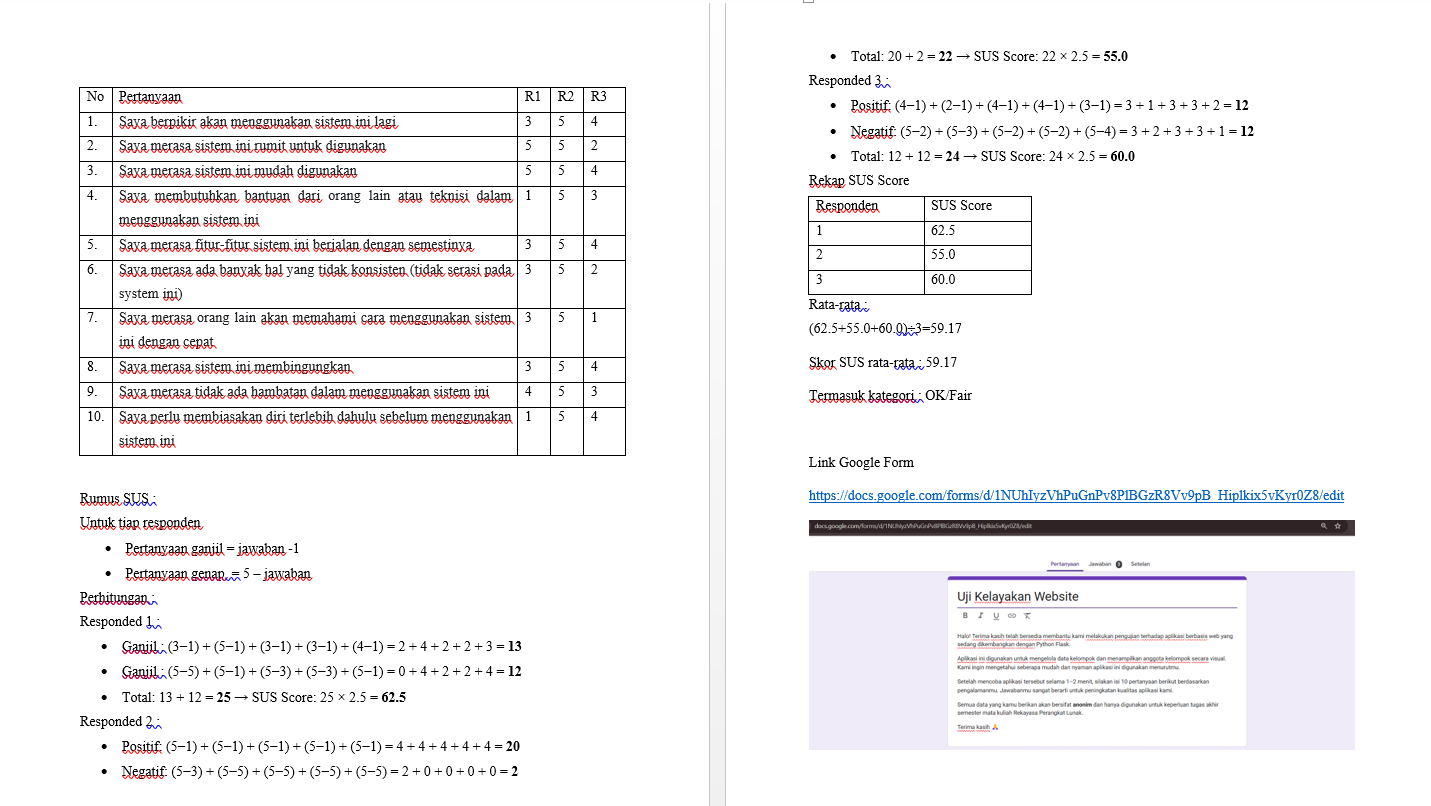 No Pertanyaan R1 R2 R3
1. Saya berpikir akan menggunakan sistem ini lagi 3 5 4
2. Saya merasa sistem ini rumit untuk digunakan 5 5 2
3. Saya merasa sistem ini mudah digunakan 5 5 4
4. Saya membutuhkan bantuan dari orang lain atau teknisi dalam 1 5 3
menggunakan sistem ini
5. Saya merasa fitur-fitur sistem ini berjalan dengan semestinya 3 5 4
6. Saya merasa ada banyak hal yang tidak konsisten (tidak serasi pada 3 5 2
system ini)
7. Saya merasa orang lain akan memahami cara menggunakan sistem 3 5 1
ini dengan cepat
8. Saya merasa sistem ini membingungkan 3 5 4
9. Saya merasa tidak ada hambatan dalam menggunakan sistem ini 4 5 3
10. Saya perlu membiasakan diri terlebih dahulu sebelum menggunakan 1 5 4
sistem ini
Rumus SUS :
Untuk tiap responden
• Pertanyaan ganjil = jawaban -1
• Pertanyaan genap = 5 – jawaban
Perhitungan :
Responded 1 :
• Ganjil : (3−1) + (5−1) + (3−1) + (3−1) + (4−1) = 2 + 4 + 2 + 2 + 3 = 13
• Ganjil : (5−5) + (5−1) + (5−3) + (5−3) + (5−1) = 0 + 4 + 2 + 2 + 4 = 12
• Total: 13 + 12 = 25 → SUS Score: 25 × 2.5 = 62.5
Responded 2 :
• Positif: (5−1) + (5−1) + (5−1) + (5−1) + (5−1) = 4 + 4 + 4 + 4 + 4 = 20
• Negatif: (5−3) + (5−5) + (5−5) + (5−5) + (5−5) = 2 + 0 + 0 + 0 + 0 = 2
• Total: 20 + 2 = 22 → SUS Score: 22 × 2.5 = 55.0
Responded 3 :
• Positif: (4−1) + (2−1) + (4−1) + (4−1) + (3−1) = 3 + 1 + 3 + 3 + 2 = 12
• Negatif: (5−2) + (5−3) + (5−2) + (5−2) + (5−4) = 3 + 2 + 3 + 3 + 1 = 12
• Total: 12 + 12 = 24 → SUS Score: 24 × 2.5 = 60.0
Rekap SUS Score
Responden SUS Score
1 62.5
2 55.0
3 60.0
Rata-rata :
(62.5+55.0+60.0)÷3=59.17
Skor SUS rata-rata : 59.17
Termasuk kategori : OK/Fair
Link Google Form
https://docs.google.com/forms/d/1NUhIyzVhPuGnPv8PlBGzR8Vv9pB_Hiplkix5vKyr0Z8/edit
docs.google.com/forms/d/1NUhIyzVhPuGnPv8PlBGzR8Vv9pB_Hiplkix5vKyr0Z8/edit
Pertanyaan Jawaban 3 Setelan
Uji Kelayakan Website
B I U
Halo! Terima kasih telah bersedia membantu kami melakukan pengujian terhadap aplikasi berbasis web yang
sedang dikembangkan dengan Python Flask.
Aplikasi ini digunakan untuk mengelola data kelompok dan menampilkan anggota kelompok secara visual.
Kami ingin mengetahui seberapa mudah dan nyaman aplikasi ini digunakan menurutmu.
Setelah mencoba aplikasi tersebut selama 1–2 menit, silakan isi 10 pertanyaan berikut berdasarkan
pengalamanmu. Jawabanmu sangat berarti untuk peningkatan kualitas aplikasi kami.
Semua data yang kamu berikan akan bersifat anonim dan hanya digunakan untuk keperluan tugas akhir
semester mata kuliah Rekayasa Perangkat Lunak.
Terima kasih 🙏